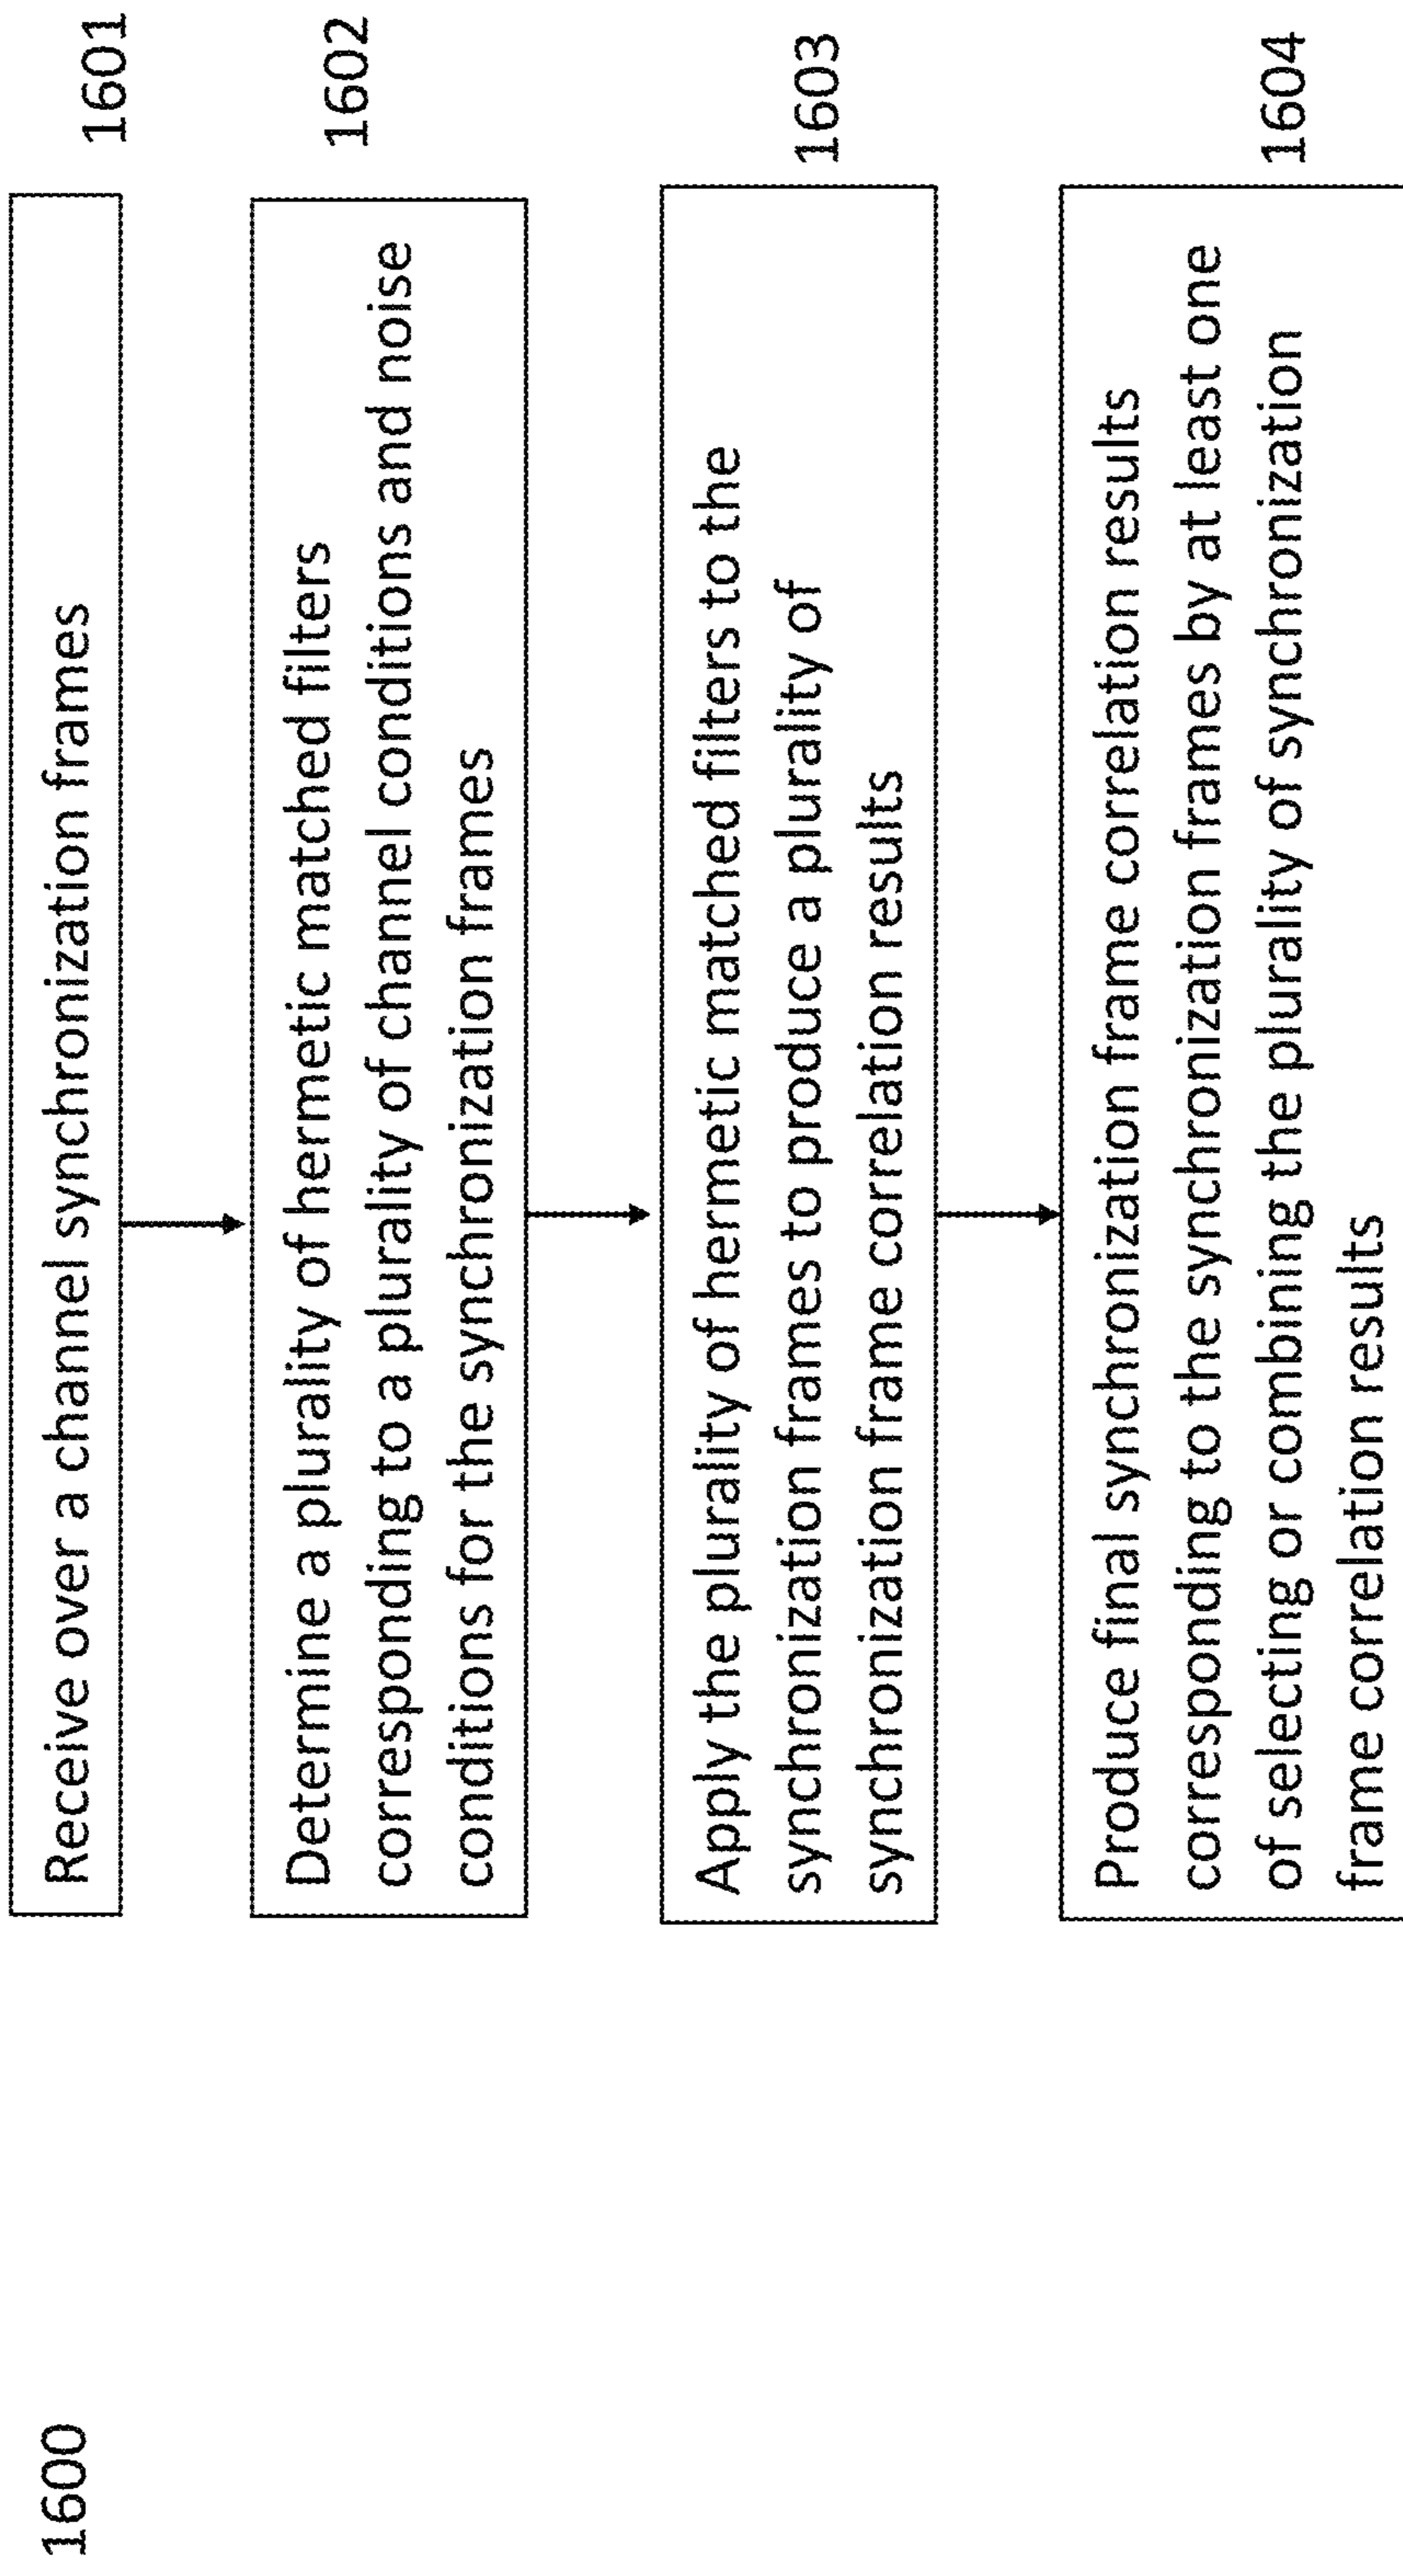 1600
Receive over a channel synchronization frames
1601
Determine a plurality of hermetic matched filters
corresponding to a plurality of channel conditions and noise
conditions for the synchronization frames
1602
Apply the plurality of hermetic matched filters to the
synchronization frames to produce a plurality of
synchronization frame correlation results
1603
Produce final synchronization frame correlation results
corresponding to the synchronization frames by at least one
of selecting or combining the plurality of synchronization
frame correlation results
1604